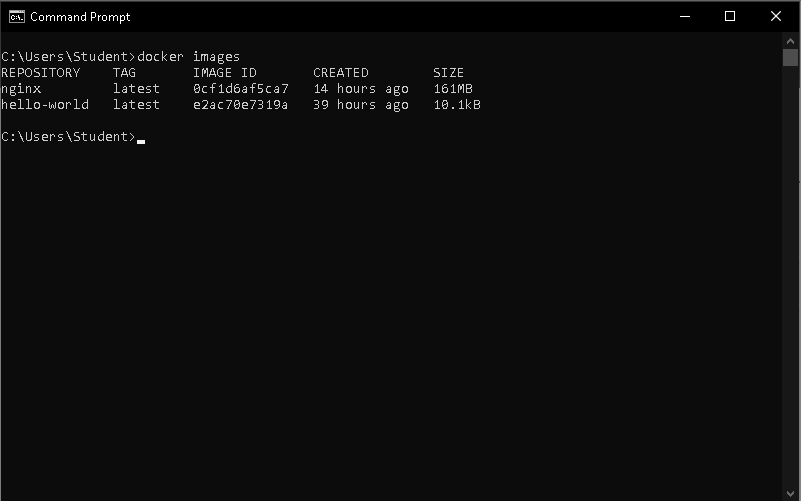 Command Prompt
C:\Users\Student>docker images
REPOSITORY    TAG       IMAGE ID       CREATED        SIZE
nginx         latest    0cf1d6af5ca7   14 hours ago   161MB
hello-world   latest    e2ac70e7319a   39 hours ago   10.1kB
C:\Users\Student>